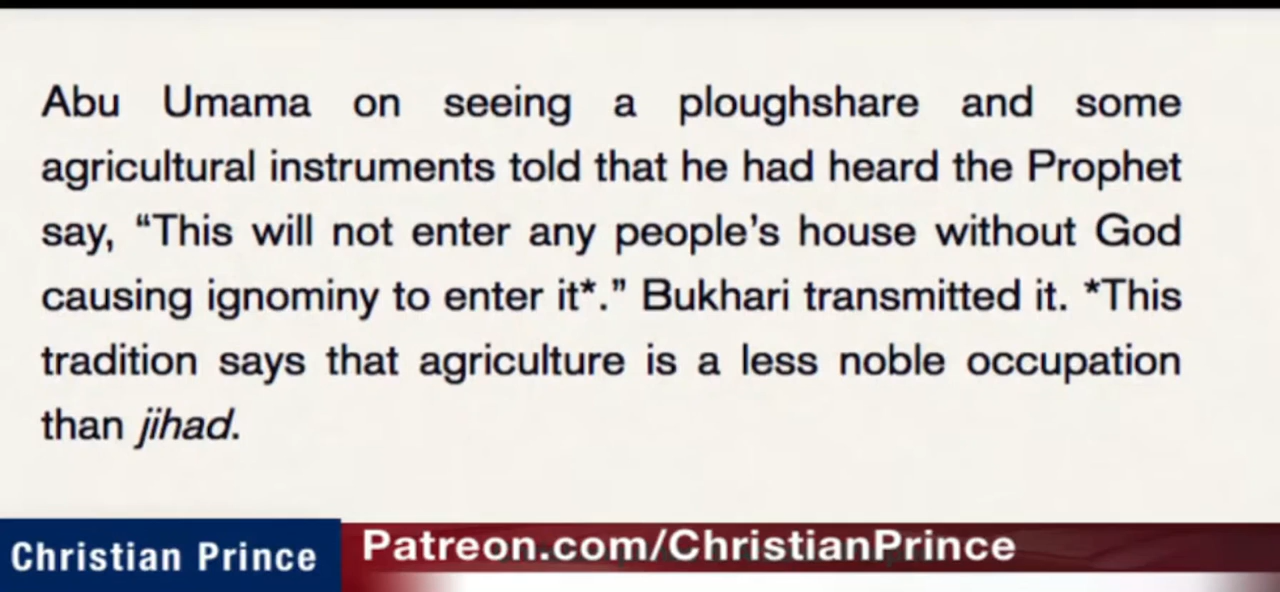 Abu Umama on seeing a ploughshare and some
agricultural instruments told that he had heard the Prophet
say, “This will not enter any people’s house without God
causing ignominy to enter it*.” Bukhari transmitted it. *This
tradition says that agriculture is a less noble occupation
than jihad.
Christian Prince
Patreon.com/ChristianPrince